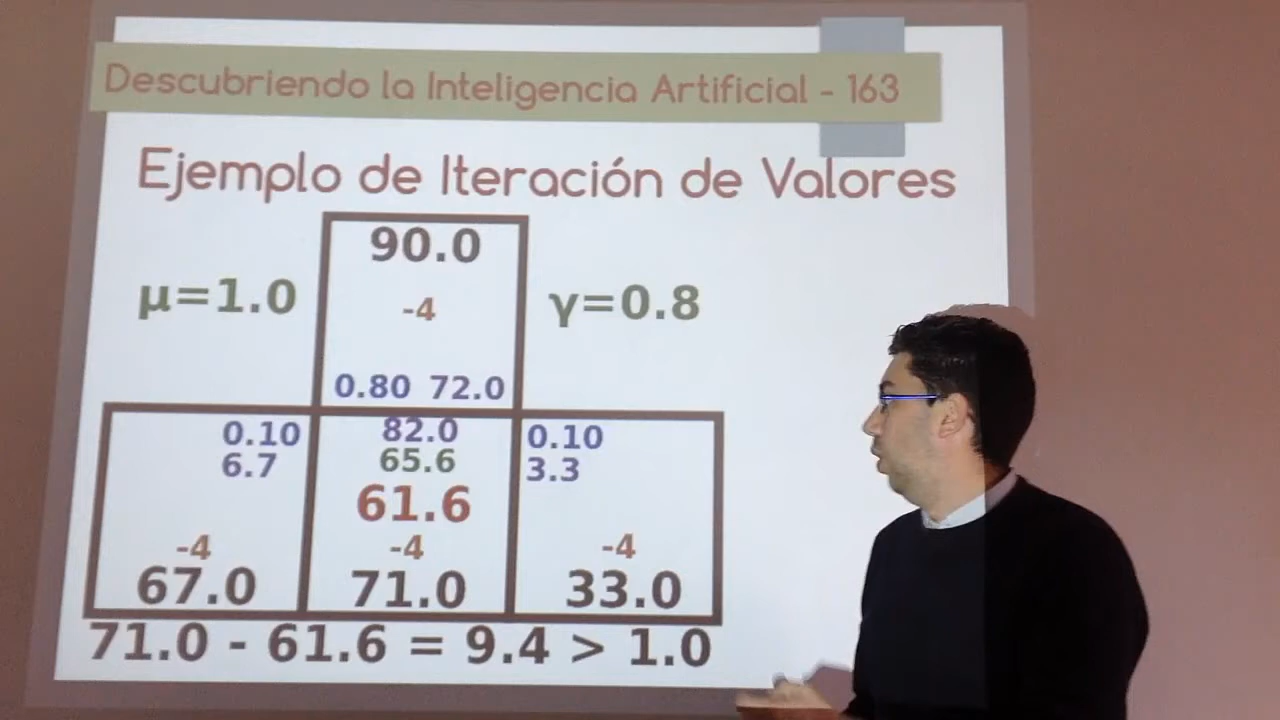 Descubriendo la Inteligencia Artificial - 163
Ejemplo de Iteración de Valores
90.0
μ=1.0
-4
γ=0.8
0.80 72.0
0.10 82.0 0.10
6.7 65.6 3.3
61.6
-4 -4 -4
67.0 71.0 33.0
71.0 - 61.6 = 9.4 > 1.0